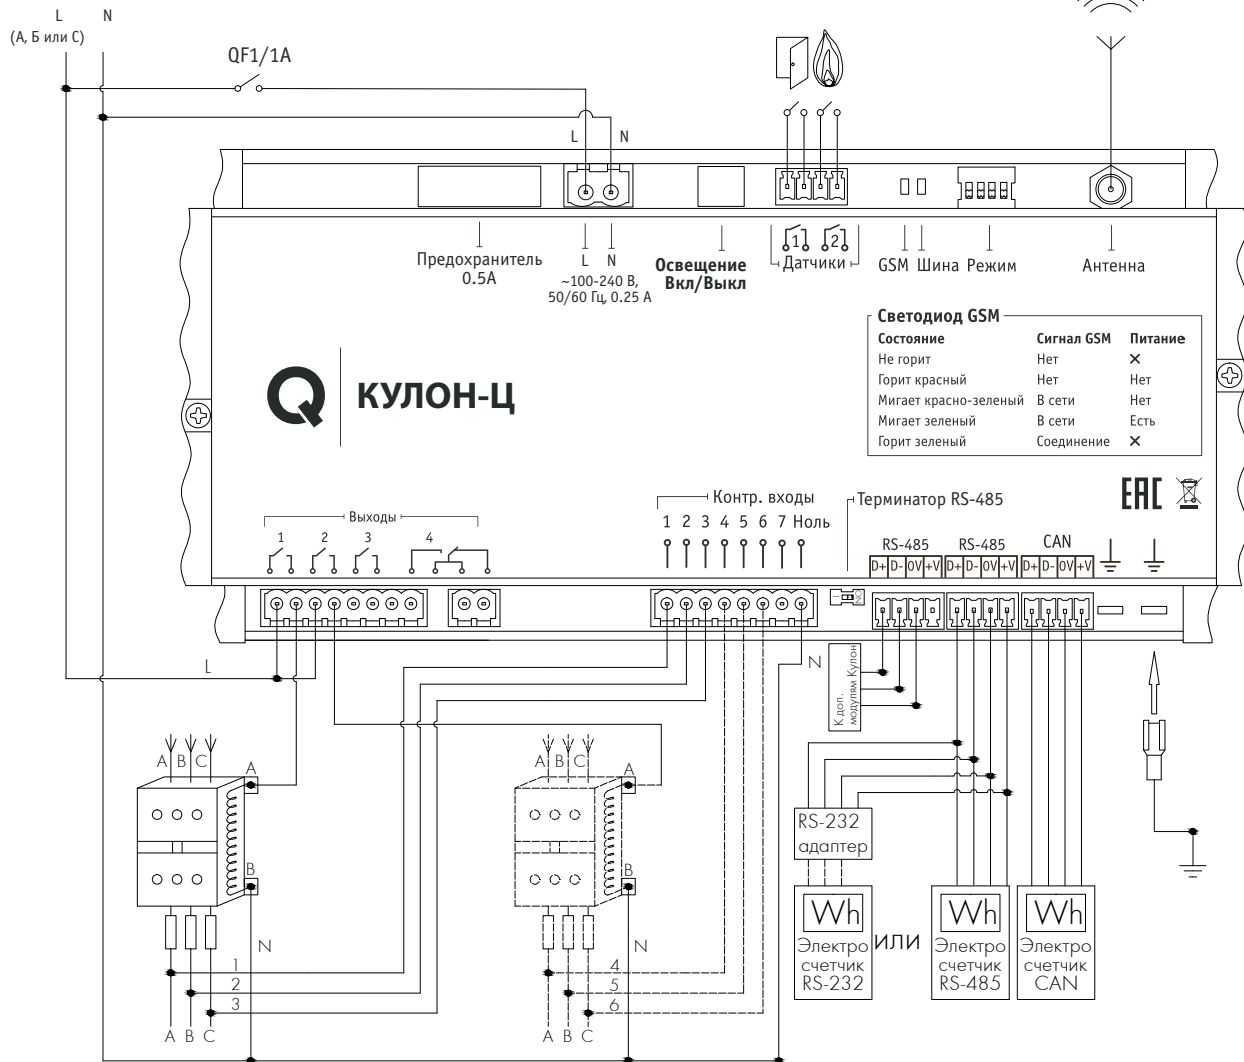 L
N
(А, Б или С)
QF1/1A
L
N
Предохранитель
0.5А
L N
~100-240 В,
50/60 Гц, 0.25 А
Освещение
Вкл/Выкл
1 2
Датчики
GSM Шина Режим
Антенна
Светодиод GSM
Состояние Сигнал GSM Питание
Не горит Нет ×
Горит красный Нет Нет
Мигает красно-зеленый В сети Нет
Мигает зеленый В сети Есть
Горит зеленый Соединение ×
Q КУЛОН-Ц
EAC
Выходы
1 2 3 4
Контр. входы
1 2 3 4 5 6 7 Ноль
Терминатор RS-485
RS-485 RS-485 CAN
D+ D- 0V +V D+ D- 0V +V D+ D- 0V +V
L
N
К доп.
модулям Кулон
A B C
A
B
N
1
2
3
A B C
A B C
A
B
N
4
5
6
A B C
RS-232
адаптер
Wh
Электро
счетчик
RS-232
или
Wh
Электро
счетчик
RS-485
Wh
Электро
счетчик
CAN